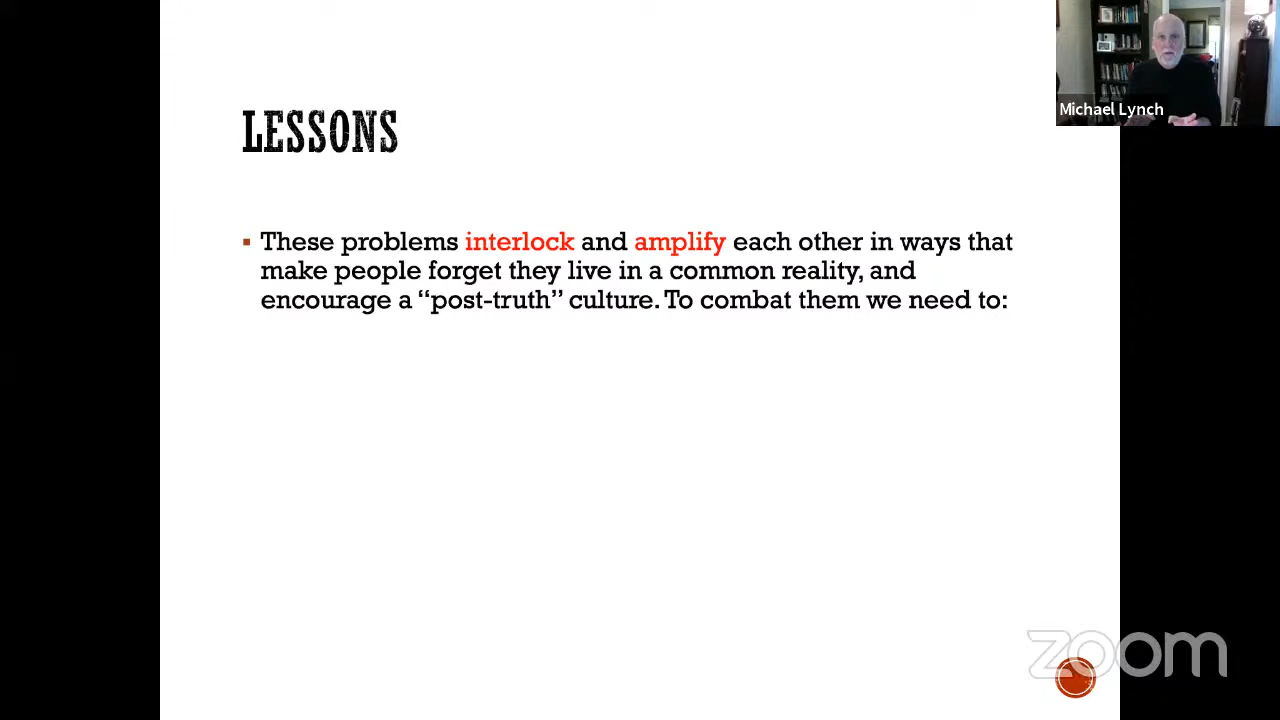 Michael Lynch
LESSONS
These problems interlock and amplify each other in ways that
make people forget they live in a common reality, and
encourage a “post-truth” culture. To combat them we need to:
zoom